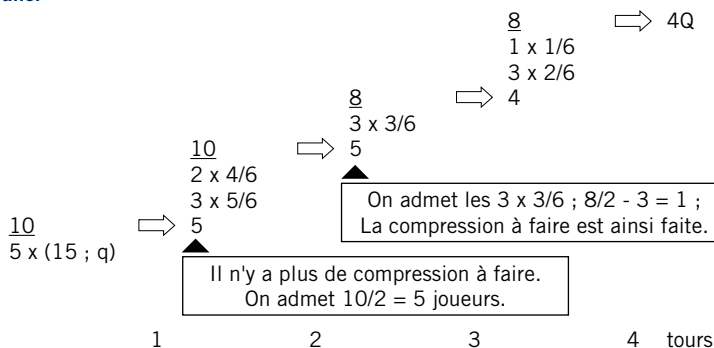 8
4Q
1 x 1/6
3 x 2/6
4
8
3 x 3/6
5
10
2 x 4/6
3 x 5/6
5
On admet les 3 x 3/6 ; 8/2 - 3 = 1 ;
La compression à faire est ainsi faite.
10
5 x (15 ; q)
Il n'y a plus de compression à faire.
On admet 10/2 = 5 joueurs.
1 2 3 4 tours